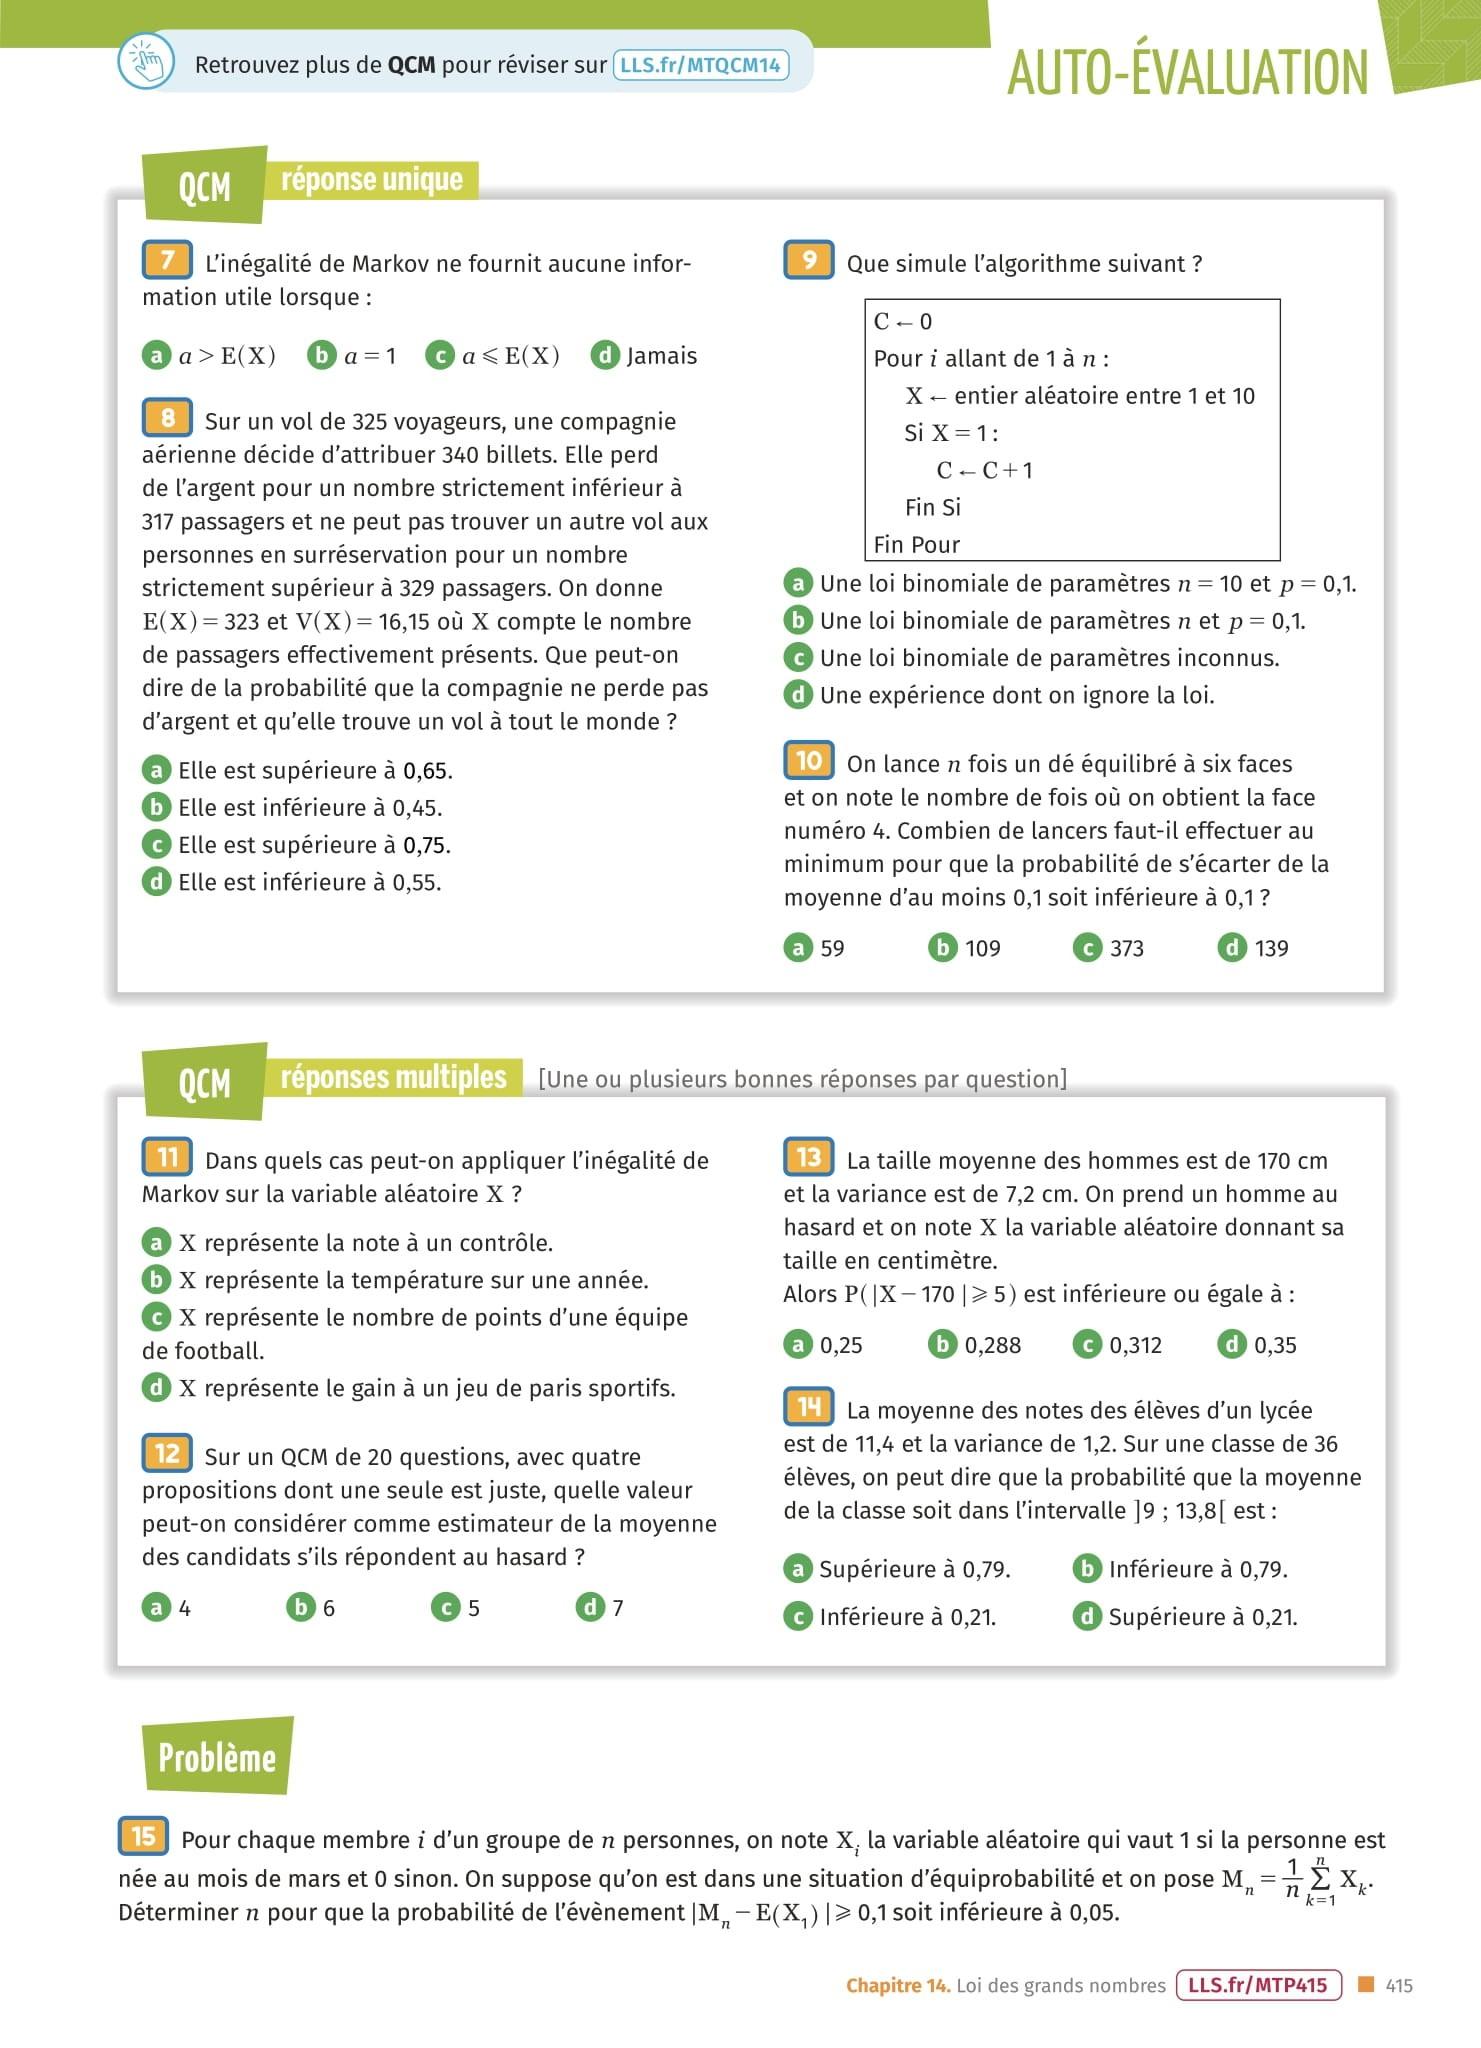 Retrouvez plus de QCM pour réviser sur LLS.fr/MTQCM14
AUTO-ÉVALUATION
QCM réponse unique
7 L'inégalité de Markov ne fournit aucune infor-
mation utile lorsque :
a a > E(X) b a = 1 c a ⩽ E(X) d Jamais
8 Sur un vol de 325 voyageurs, une compagnie
aérienne décide d'attribuer 340 billets. Elle perd
de l'argent pour un nombre strictement inférieur à
317 passagers et ne peut pas trouver un autre vol aux
personnes en surréservation pour un nombre
strictement supérieur à 329 passagers. On donne
E(X) = 323 et V(X) = 16,15 où X compte le nombre
de passagers effectivement présents. Que peut-on
dire de la probabilité que la compagnie ne perde pas
d'argent et qu'elle trouve un vol à tout le monde ?
a Elle est supérieure à 0,65.
b Elle est inférieure à 0,45.
c Elle est supérieure à 0,75.
d Elle est inférieure à 0,55.
9 Que simule l'algorithme suivant ?
C ← 0
Pour i allant de 1 à n :
X ← entier aléatoire entre 1 et 10
Si X = 1 :
C ← C + 1
Fin Si
Fin Pour
a Une loi binomiale de paramètres n = 10 et p = 0,1.
b Une loi binomiale de paramètres n et p = 0,1.
c Une loi binomiale de paramètres inconnus.
d Une expérience dont on ignore la loi.
10 On lance n fois un dé équilibré à six faces
et on note le nombre de fois où on obtient la face
numéro 4. Combien de lancers faut-il effectuer au
minimum pour que la probabilité de s'écarter de la
moyenne d'au moins 0,1 soit inférieure à 0,1 ?
a 59 b 109 c 373 d 139
QCM réponses multiples [Une ou plusieurs bonnes réponses par question]
11 Dans quels cas peut-on appliquer l'inégalité de
Markov sur la variable aléatoire X ?
a X représente la note à un contrôle.
b X représente la température sur une année.
c X représente le nombre de points d'une équipe
de football.
d X représente le gain à un jeu de paris sportifs.
12 Sur un QCM de 20 questions, avec quatre
propositions dont une seule est juste, quelle valeur
peut-on considérer comme estimateur de la moyenne
des candidats s'ils répondent au hasard ?
a 4 b 6 c 5 d 7
13 La taille moyenne des hommes est de 170 cm
et la variance est de 7,2 cm. On prend un homme au
hasard et on note X la variable aléatoire donnant sa
taille en centimètre.
Alors P(|X − 170 | ⩾ 5) est inférieure ou égale à :
a 0,25 b 0,288 c 0,312 d 0,35
14 La moyenne des notes des élèves d'un lycée
est de 11,4 et la variance de 1,2. Sur une classe de 36
élèves, on peut dire que la probabilité que la moyenne
de la classe soit dans l'intervalle ]9 ; 13,8[ est :
a Supérieure à 0,79. b Inférieure à 0,79.
c Inférieure à 0,21. d Supérieure à 0,21.
Problème
15 Pour chaque membre i d'un groupe de n personnes, on note Xᵢ la variable aléatoire qui vaut 1 si la personne est
née au mois de mars et 0 sinon. On suppose qu'on est dans une situation d'équiprobabilité et on pose Mₙ = 1/n Σ_{k=1}^{n} Xₖ.
Déterminer n pour que la probabilité de l'évènement |Mₙ − E(X₁) | ⩾ 0,1 soit inférieure à 0,05.
Chapitre 14. Loi des grands nombres LLS.fr/MTP415 415